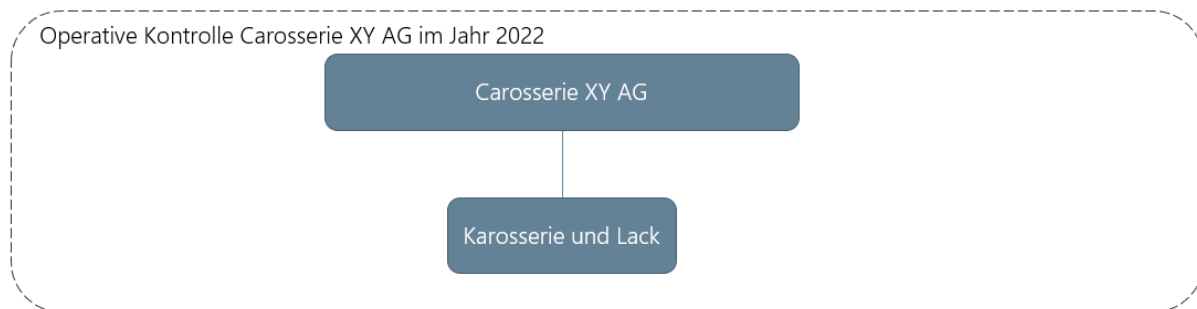 Operative Kontrolle Carosserie XY AG im Jahr 2022
Carosserie XY AG
Karosserie und Lack